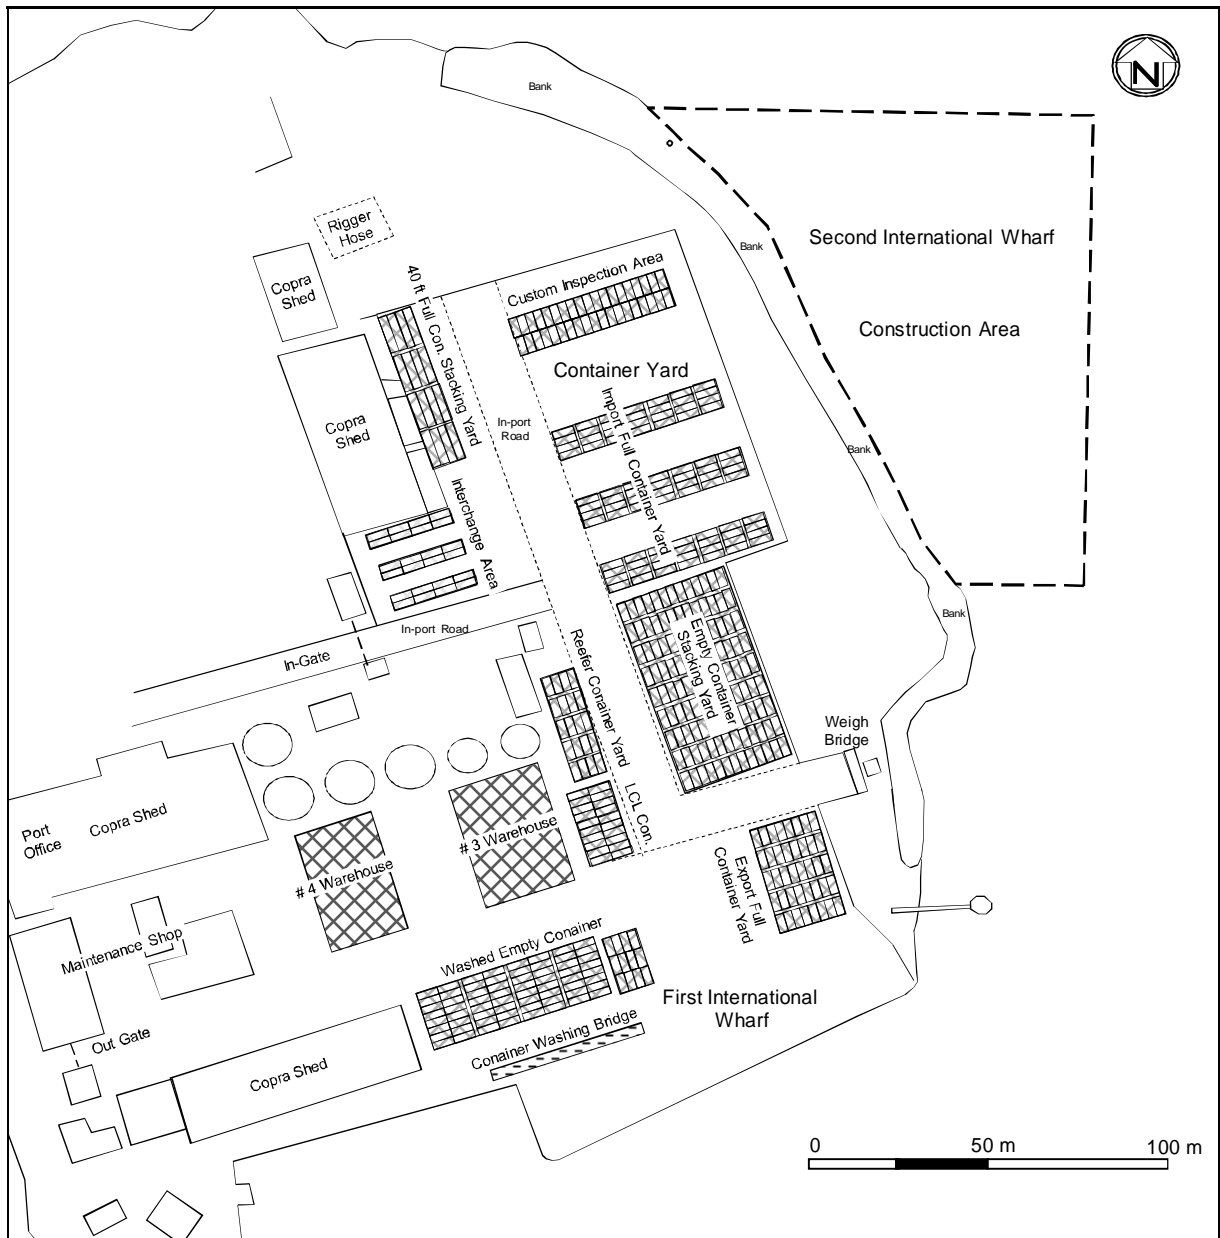 N
Bank
Rigger
Hose
Second International Wharf
Bank
Construction Area
Copra
Shed
40 ft Full Con. Stacking Yard
Custom Inspection Area
Container Yard
Import Full Container Yard
In-port
Road
Copra
Shed
Bank
Interchange Area
In-port Road
Bank
In-Gate
Reefer Conainer Yard
Empty Container
Stacking Yard
Weigh
Bridge
LCL Con.
Port
Office
Copra Shed
# 3 Warehouse
# 4 Warehouse
Export Full
Container Yard
Maintenance Shop
Washed Empty Conainer
First International
Wharf
Out Gate
Conainer Washing Bridge
Copra Shed
0 50 m 100 m